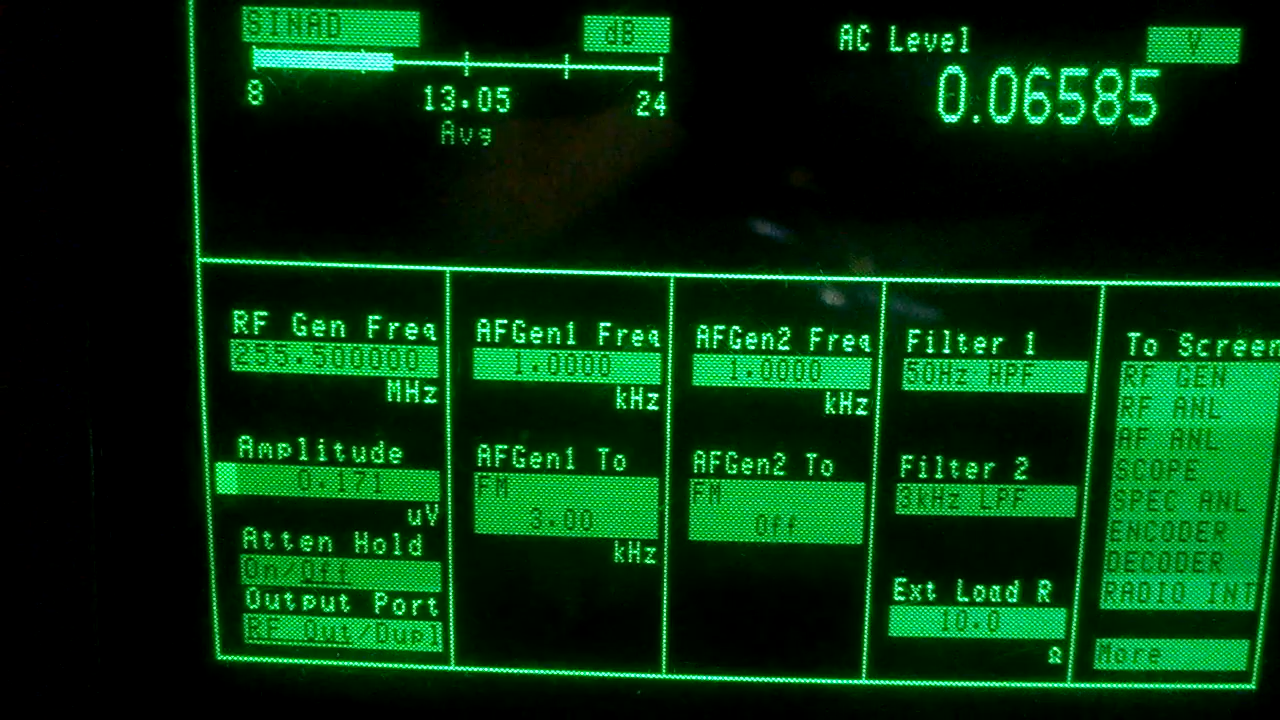 SINAD dB
8 13.05 24
Avg
AC Level V
0.06585
RF Gen Freq
255.500000
MHz
Amplitude
0.171
uV
Atten Hold
On/Off
Output Port
RF Out/Dupl
AFGen1 Freq
1.0000
kHz
AFGen1 To
FM
3.00
kHz
AFGen2 Freq
1.0000
kHz
AFGen2 To
FM
Off
Filter 1
50Hz HPF
Filter 2
3kHz LPF
Ext Load R
10.0
Ω
To Screen
RF GEN
RF ANL
AF ANL
SCOPE
SPEC ANL
ENCODER
DECODER
RADIO INT
More